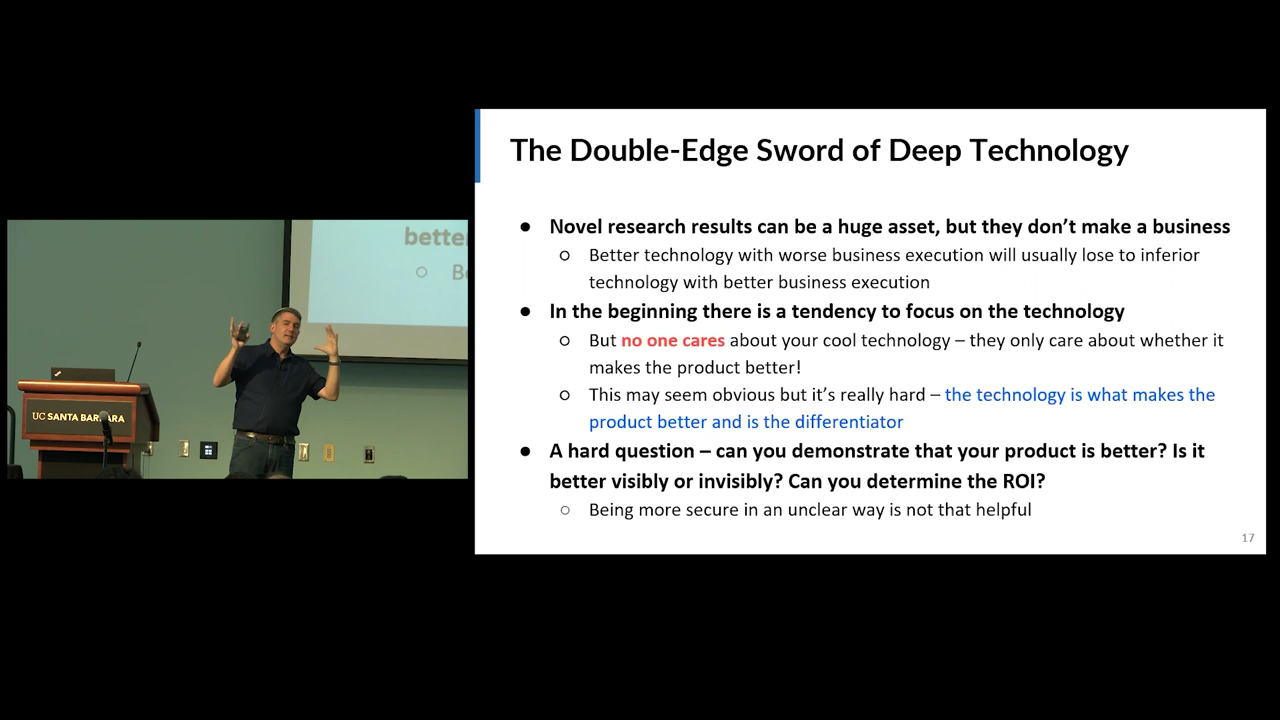 better
Be
UC SANTA BARBARA
The Double-Edge Sword of Deep Technology
● Novel research results can be a huge asset, but they don’t make a business
○ Better technology with worse business execution will usually lose to inferior
technology with better business execution
● In the beginning there is a tendency to focus on the technology
○ But no one cares about your cool technology – they only care about whether it
makes the product better!
○ This may seem obvious but it’s really hard – the technology is what makes the
product better and is the differentiator
● A hard question – can you demonstrate that your product is better? Is it
better visibly or invisibly? Can you determine the ROI?
○ Being more secure in an unclear way is not that helpful
17